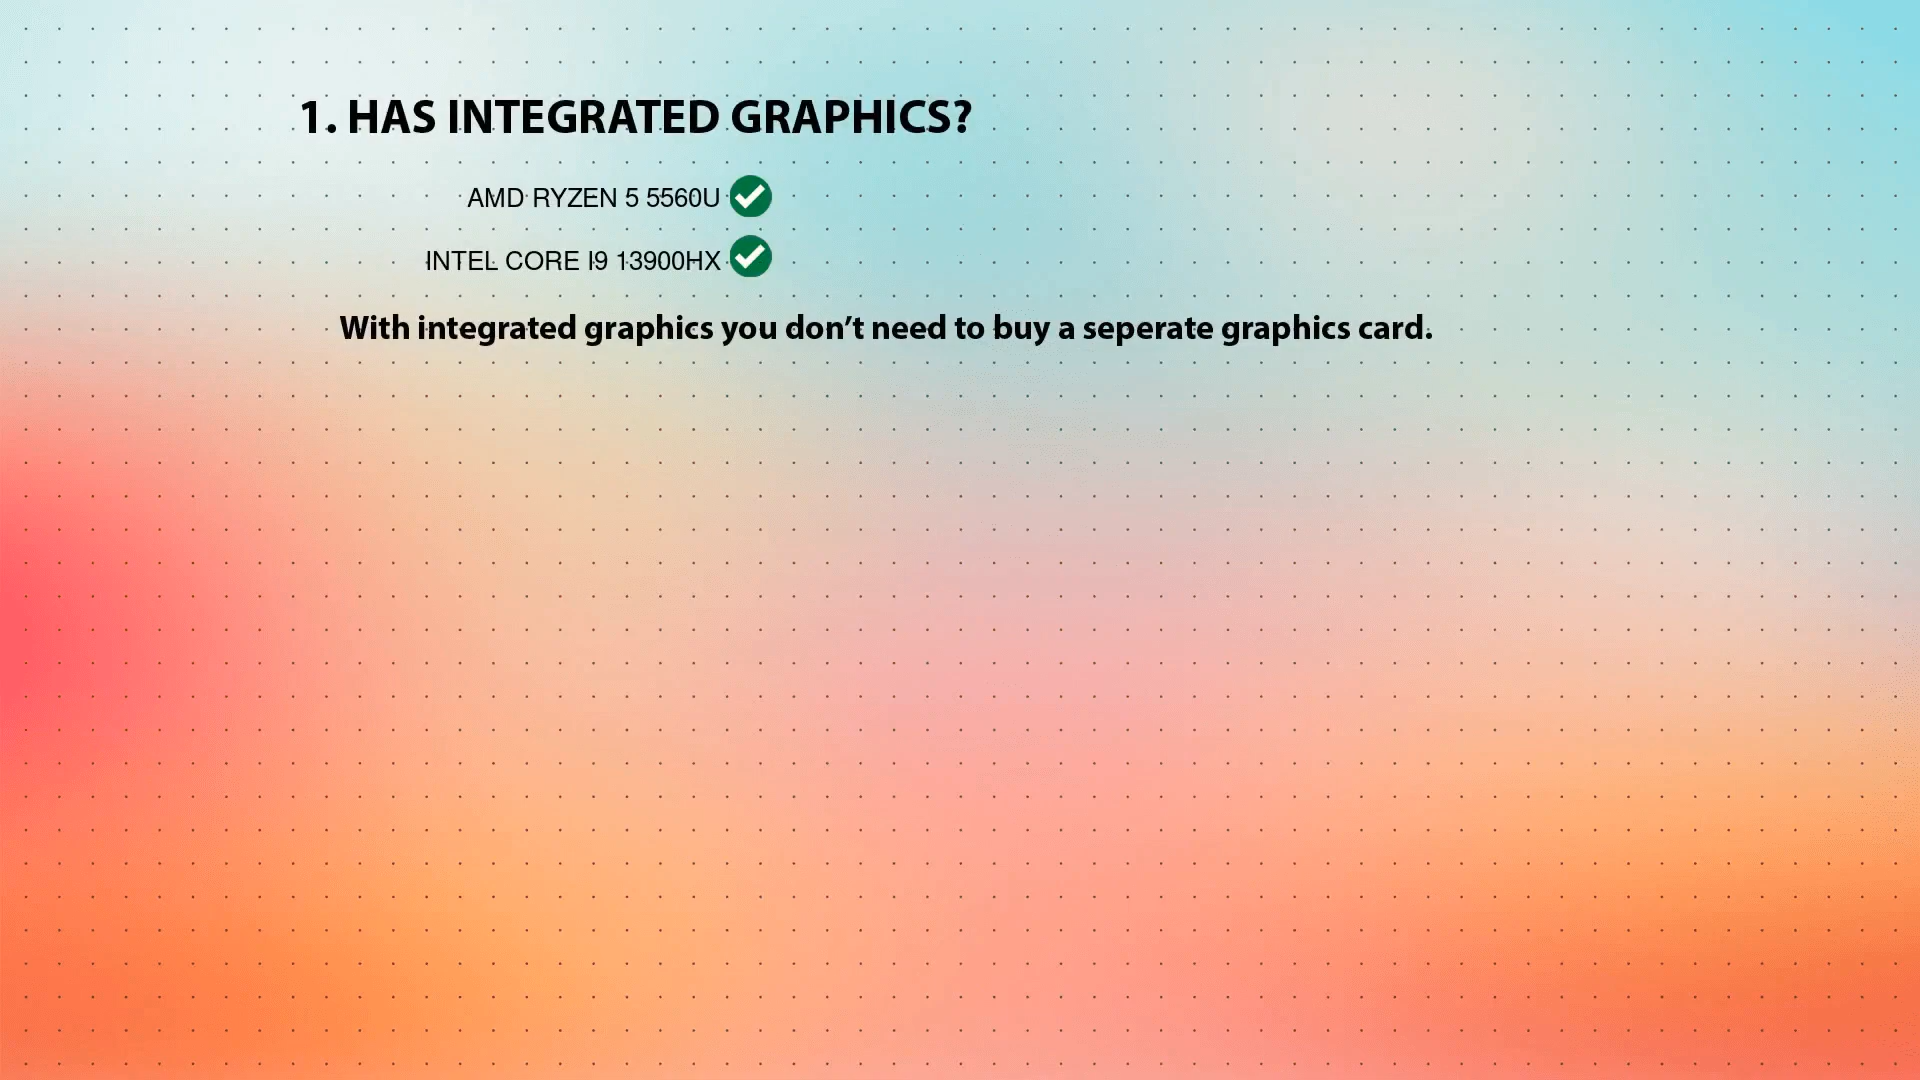 1. HAS INTEGRATED GRAPHICS?
AMD RYZEN 5 5560U
INTEL CORE I9 13900HX
With integrated graphics you don’t need to buy a seperate graphics card.